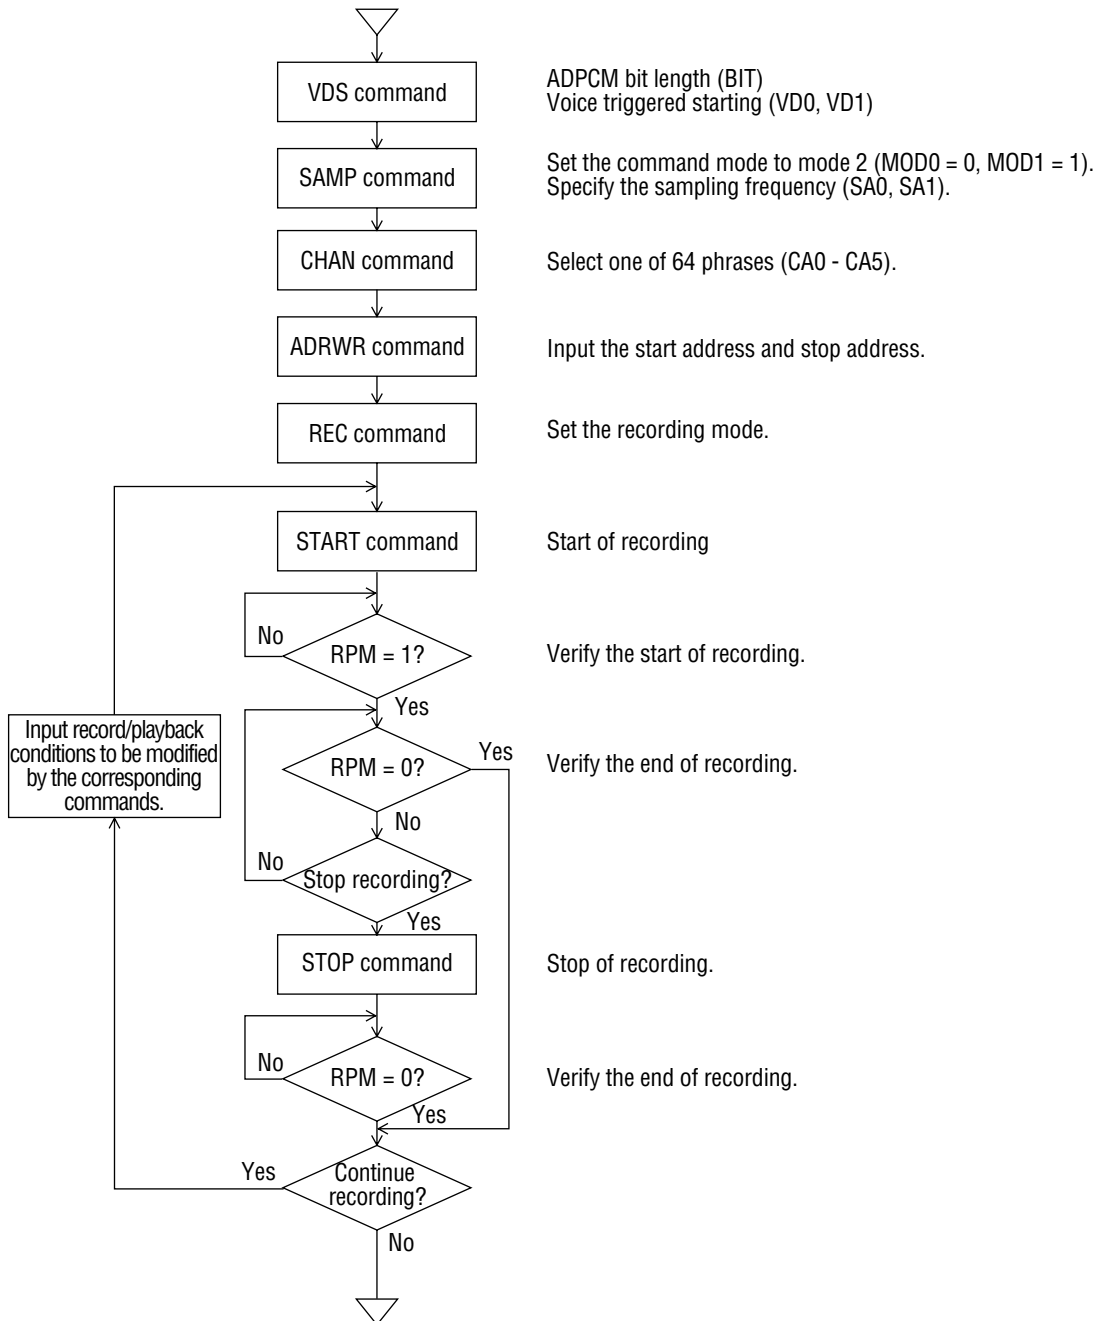 VDS command
ADPCM bit length (BIT)
Voice triggered starting (VD0, VD1)
SAMP command
Set the command mode to mode 2 (MOD0 = 0, MOD1 = 1).
Specify the sampling frequency (SA0, SA1).
CHAN command
Select one of 64 phrases (CA0 - CA5).
ADRWR command
Input the start address and stop address.
REC command
Set the recording mode.
START command
Start of recording
No
RPM = 1?
Verify the start of recording.
Yes
Input record/playback
conditions to be modified
by the corresponding
commands.
RPM = 0?
Yes
Verify the end of recording.
No
No
Stop recording?
Yes
STOP command
Stop of recording.
No
RPM = 0?
Verify the end of recording.
Yes
Yes
Continue
recording?
No